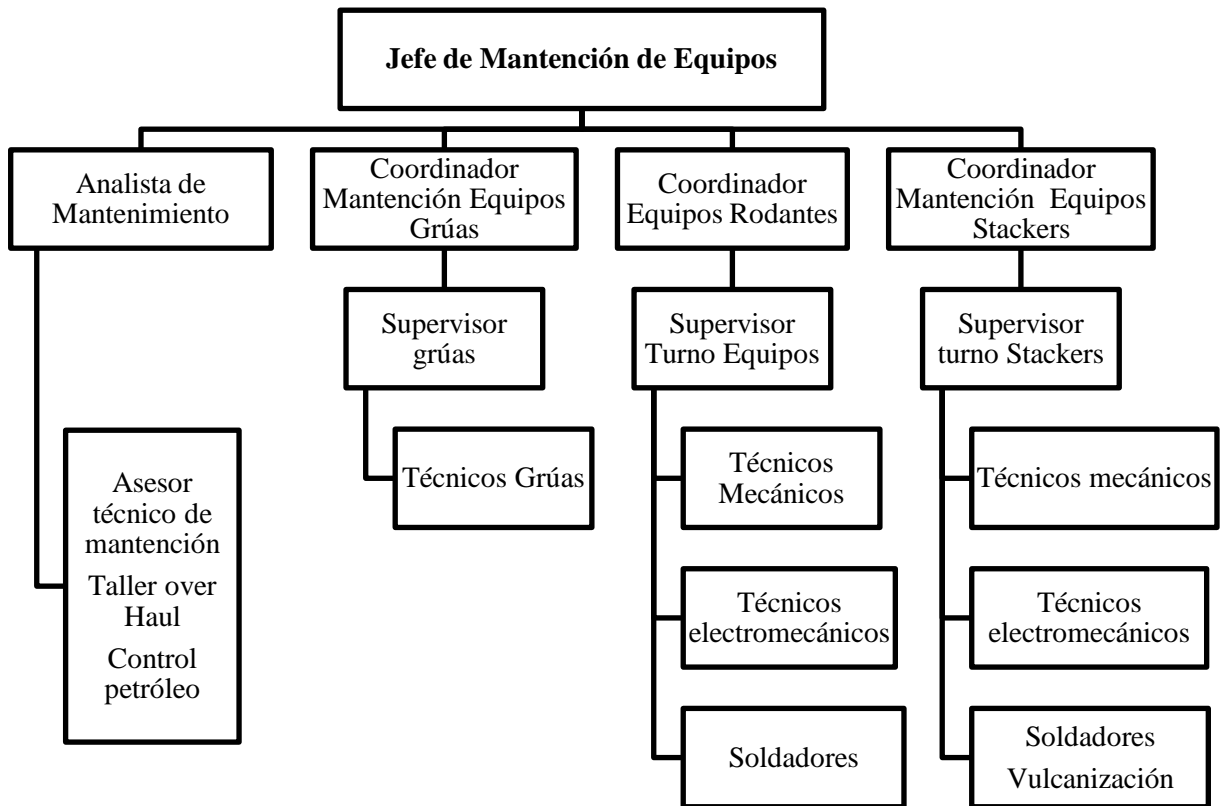 Jefe de Mantención de Equipos
Analista de
Mantenimiento
Coordinador
Mantención Equipos
Grúas
Coordinador
Equipos Rodantes
Coordinador
Mantención  Equipos
Stackers
Supervisor
grúas
Supervisor
Turno Equipos
Supervisor
turno Stackers
Asesor
técnico de
mantención
Taller over
Haul
Control
petróleo
Técnicos Grúas
Técnicos
Mecánicos
Técnicos mecánicos
Técnicos
electromecánicos
Técnicos
electromecánicos
Soldadores
Soldadores
Vulcanización